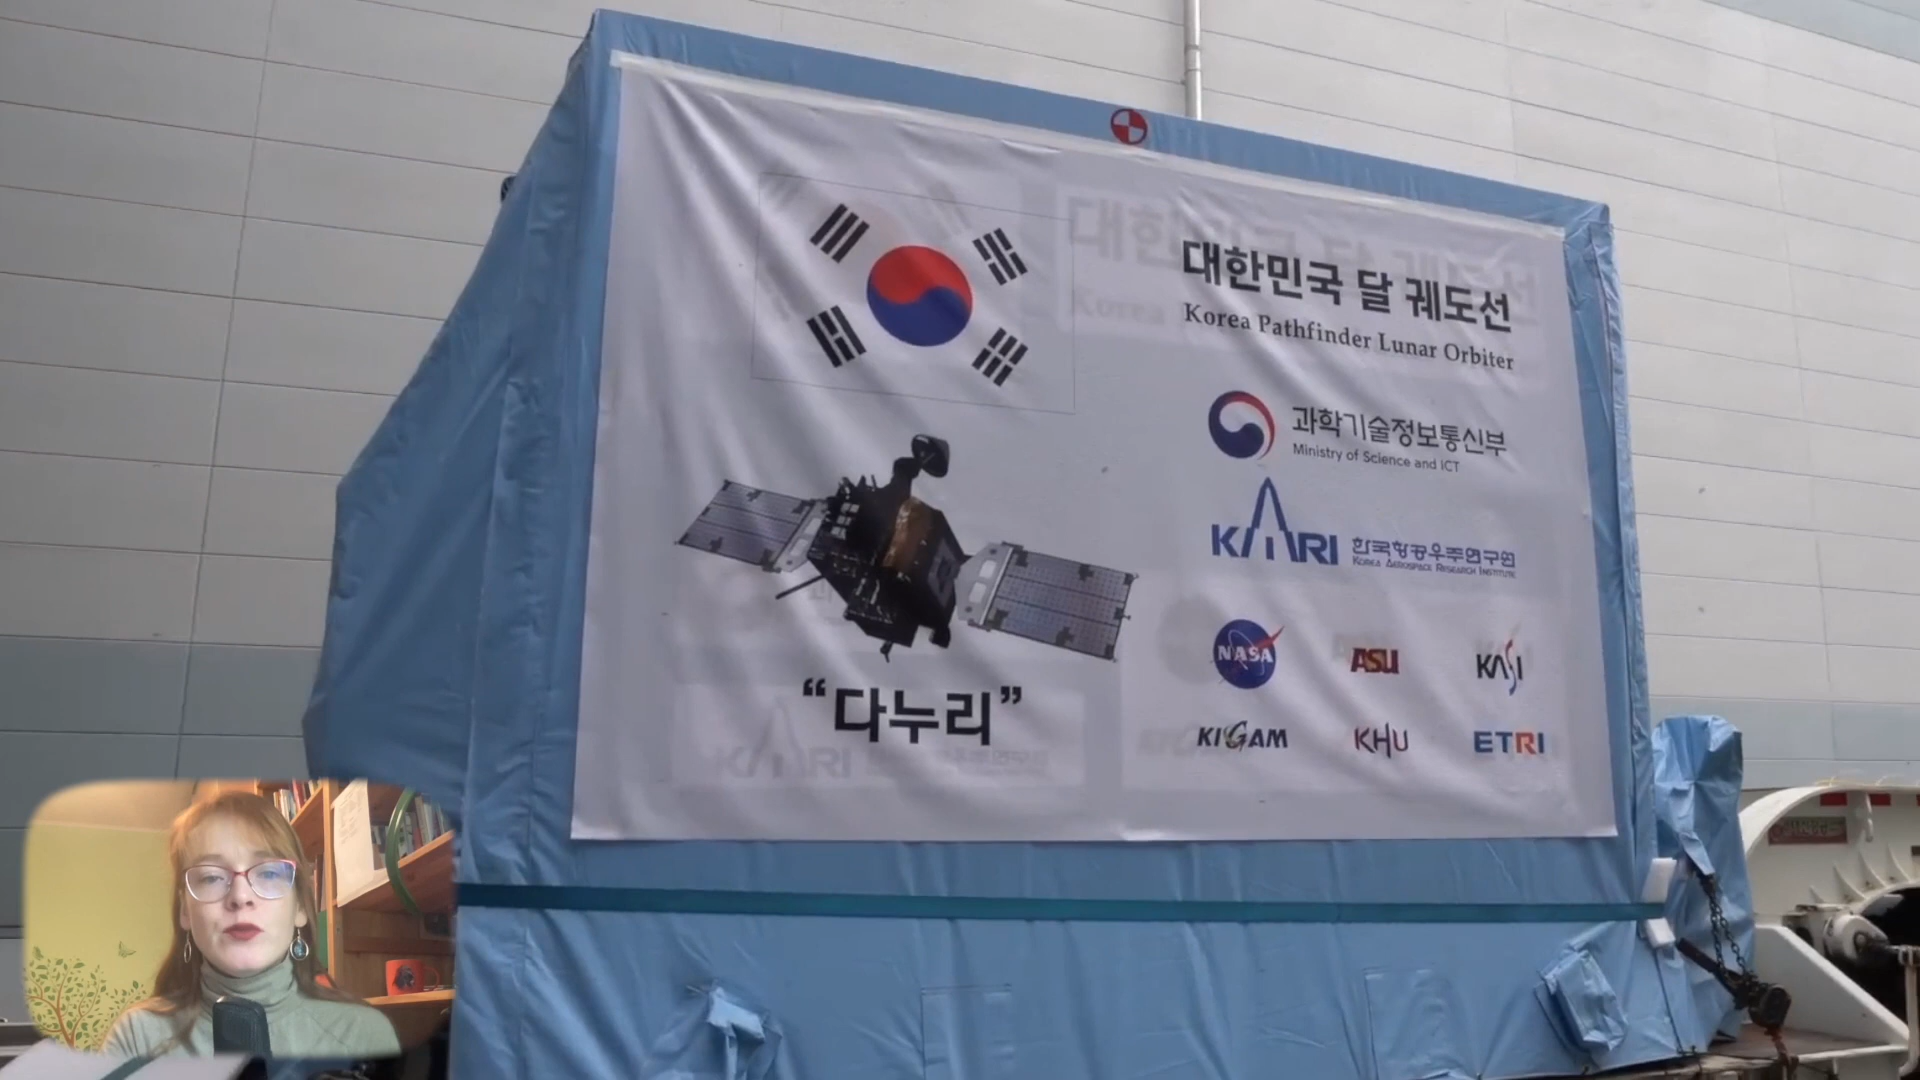 대한민국 달 궤도선
Korea Pathfinder Lunar Orbiter
과학기술정보통신부
Ministry of Science and ICT
KARI 한국항공우주연구원
KOREA AEROSPACE RESEARCH INSTITUTE
“다누리”
NASA ASU KASI
KIGAM KHU ETRI